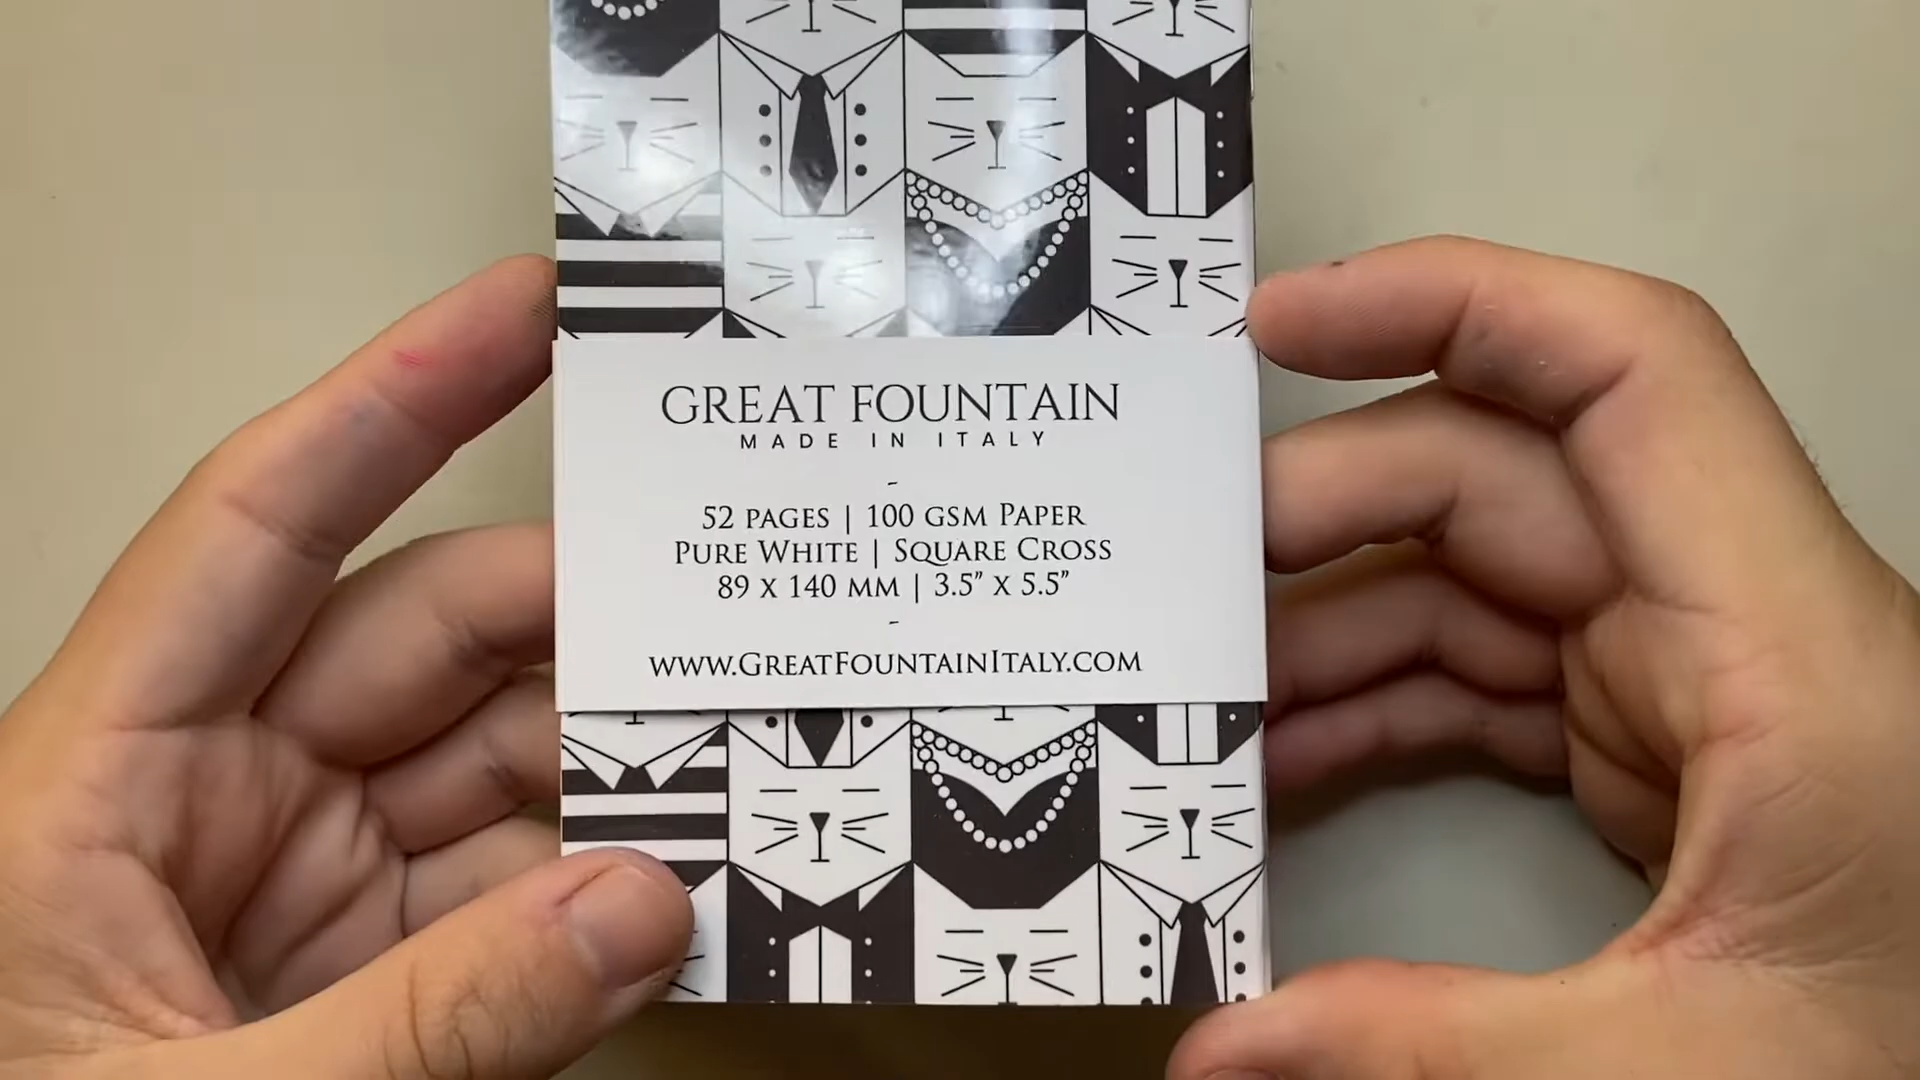 GREAT FOUNTAIN
MADE IN ITALY
-
52 PAGES | 100 GSM PAPER
PURE WHITE | SQUARE CROSS
89 X 140 MM | 3.5” X 5.5”
-
WWW.GREATFOUNTAINITALY.COM